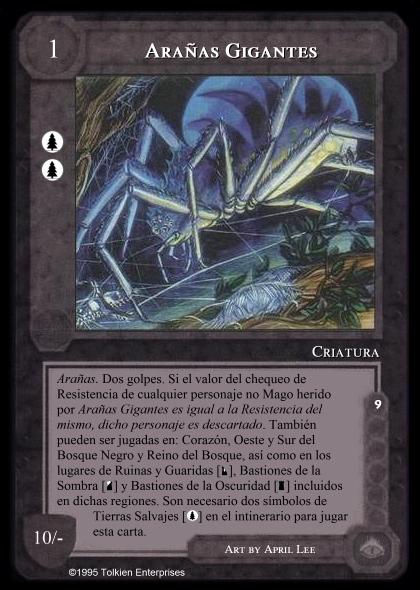 1
Arañas Gigantes
Criatura
Arañas. Dos golpes. Si el valor del chequeo de
Resistencia de cualquier personaje no Mago herido
por Arañas Gigantes es igual a la Resistencia del
mismo, dicho personaje es descartado. También
pueden ser jugadas en: Corazón, Oeste y Sur del
Bosque Negro y Reino del Bosque, así como en los
lugares de Ruinas y Guaridas [ ], Bastiones de la
Sombra [ ] y Bastiones de la Oscuridad [ ] incluidos
en dichas regiones. Son necesario dos símbolos de
Tierras Salvajes [ ] en el intinerario para jugar
esta carta.
9
10/-
Art by April Lee
©1995 Tolkien Enterprises